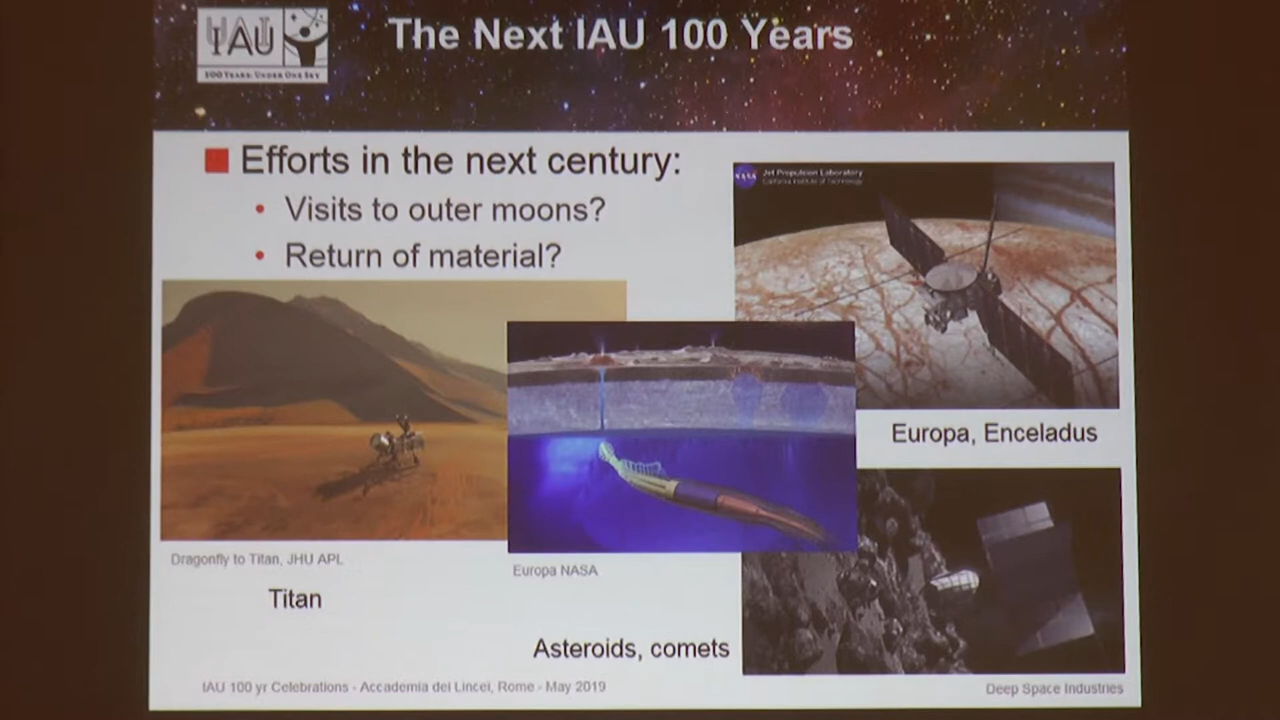 IAU
100 Years: Under One Sky
The Next IAU 100 Years
Efforts in the next century:
Visits to outer moons?
Return of material?
NASA
Jet Propulsion Laboratory
California Institute of Technology
Europa, Enceladus
Dragonfly to Titan, JHU APL
Europa NASA
Titan
Asteroids, comets
IAU 100 yr Celebrations - Accademia dei Lincei, Rome - May 2019
Deep Space Industries